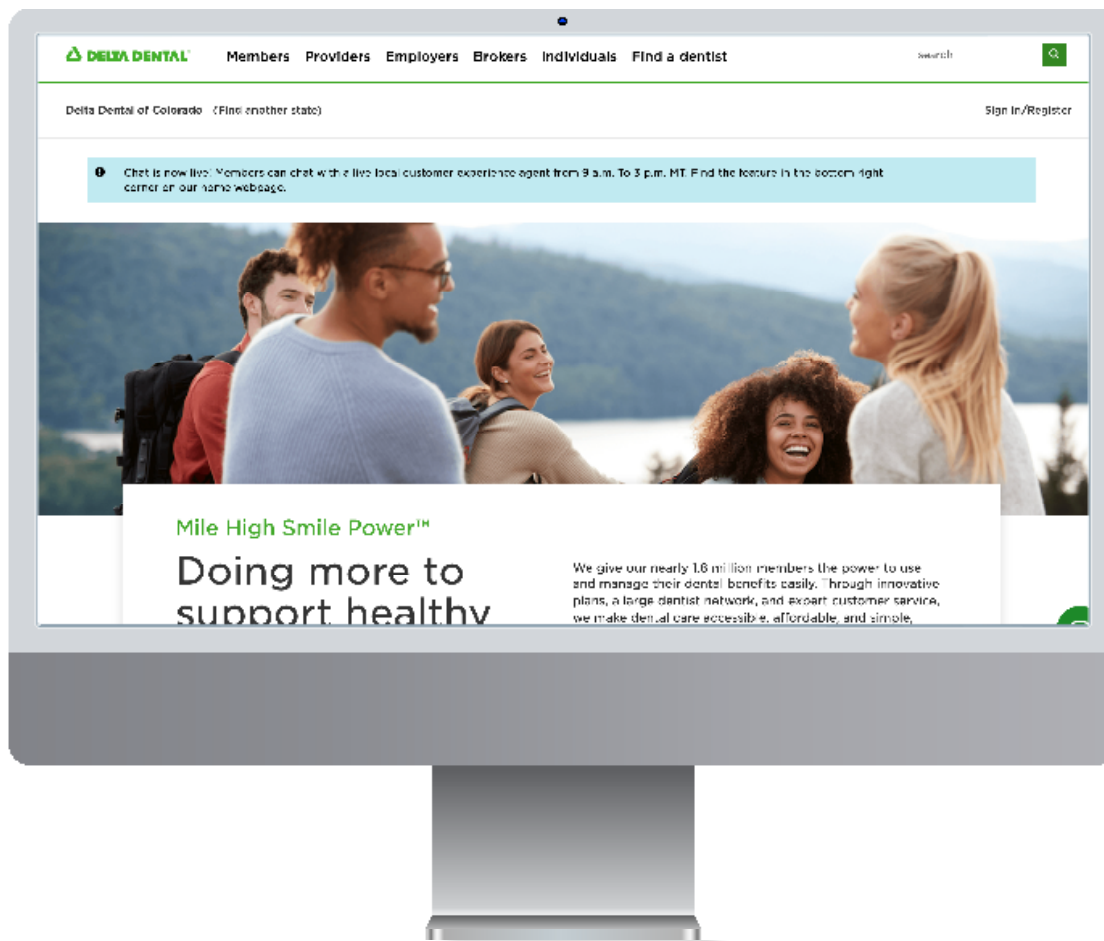 DELTA DENTAL
Members Providers Employers Brokers Individuals Find a dentist
search
Delta Dental of Colorado (Find another state)
Sign In/Register
Chat is now live! Members can chat with a live local customer experience agent from 9 a.m. To 3 p.m. MT. Find the feature in the bottom right
corner on our home webpage.
Mile High Smile Power™
Doing more to
support healthy
We give our nearly 1.6 million members the power to use
and manage their dental benefits easily. Through innovative
plans, a large dentist network, and expert customer service,
we make dental care accessible, affordable, and simple,